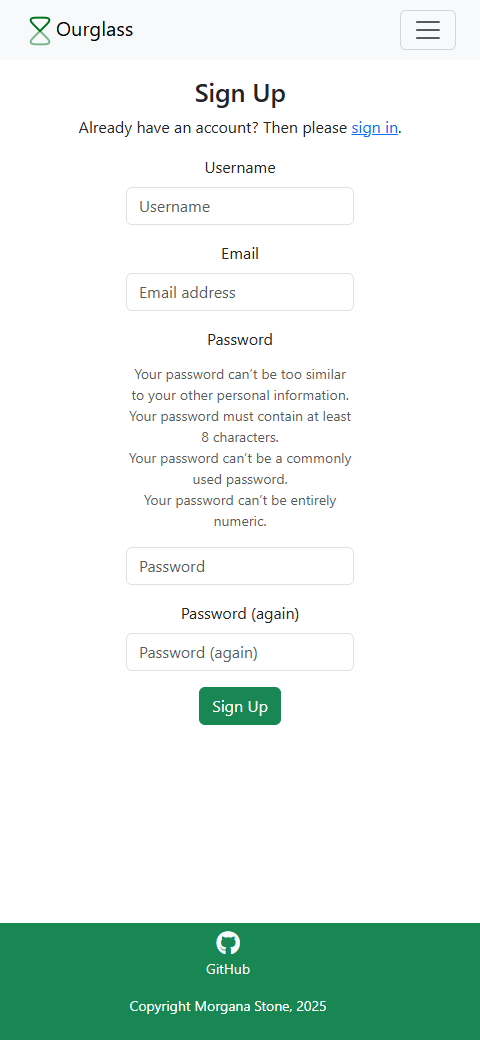 Ourglass
Sign Up
Already have an account? Then please sign in.
Username
Username
Email
Email address
Password
Your password can't be too similar
to your other personal information.
Your password must contain at least
8 characters.
Your password can't be a commonly
used password.
Your password can't be entirely
numeric.
Password
Password (again)
Password (again)
Sign Up
GitHub
Copyright Morgana Stone, 2025